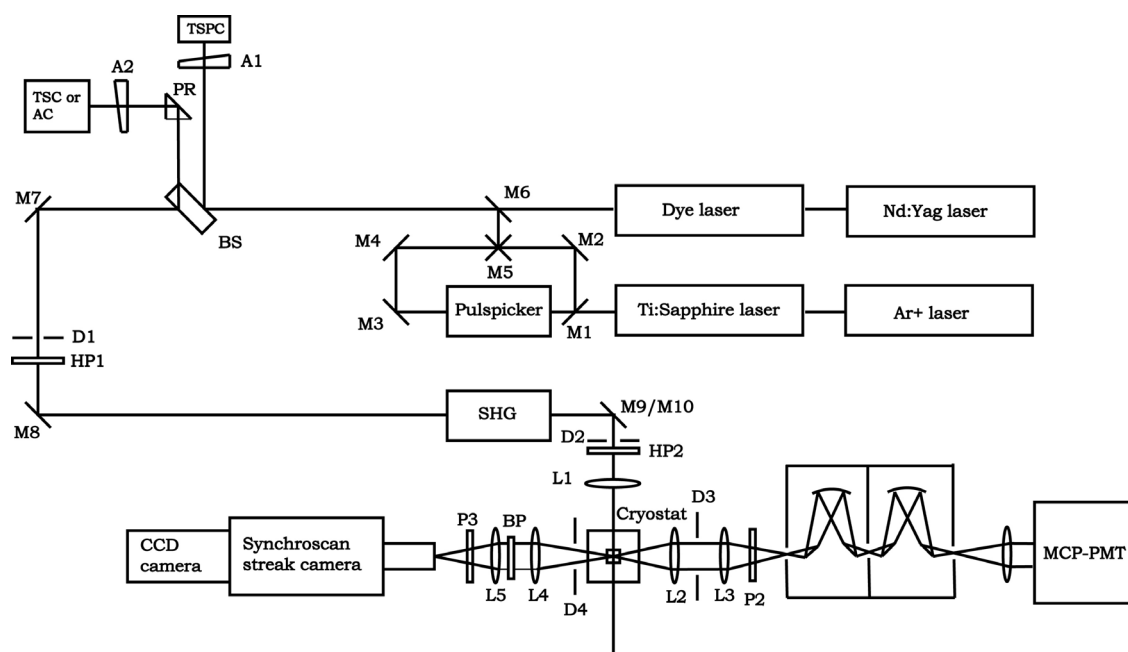 TSPC
A1
A2
PR
TSC or
AC
M7
BS
M6
Dye laser
Nd:Yag laser
M4
M2
M5
Pulspicker
Ti:Sapphire laser
Ar+ laser
M3
M1
D1
HP1
M8
SHG
M9/M10
D2
HP2
L1
D3
Cryostat
P3
BP
CCD
camera
Synchroscan
streak camera
MCP-PMT
L5
L4
D4
L2
L3
P2